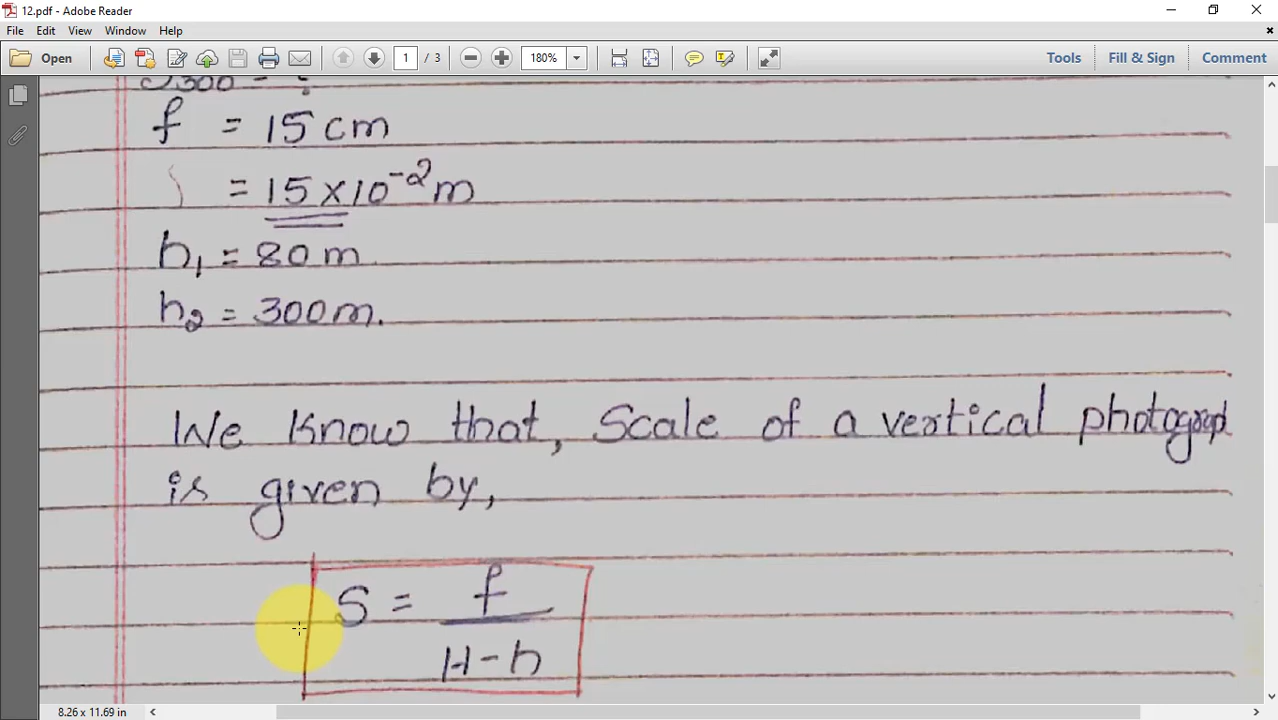 12.pdf - Adobe Reader
File Edit View Window Help
Open 1 / 3 180% Tools Fill & Sign Comment
S300 = ?
f = 15 cm
= 15 × 10⁻² m
h₁ = 80 m
h₂ = 300 m.
We know that, Scale of a vertical photograph
is given by,
S = f
H - h
8.26 x 11.69 in